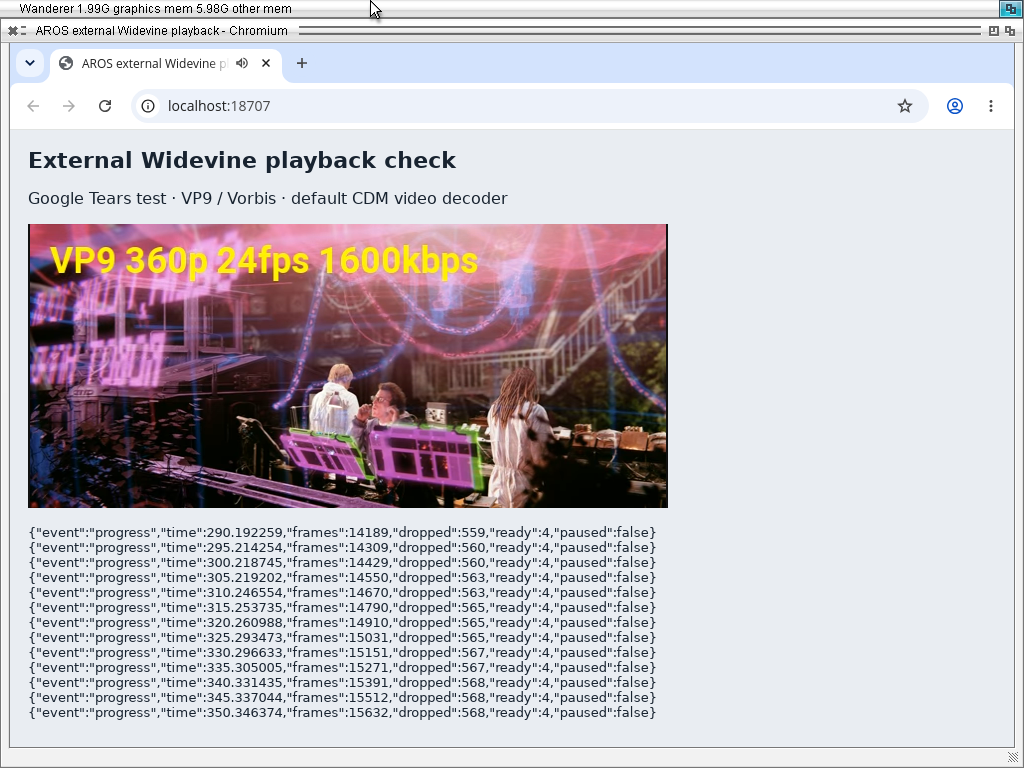 Wanderer 1.99G graphics mem 5.98G other mem
AROS external Widevine playback - Chromium
AROS external Widevine pl
localhost:18707
External Widevine playback check
Google Tears test · VP9 / Vorbis · default CDM video decoder
VP9 360p 24fps 1600kbps
{"event":"progress","time":290.192259,"frames":14189,"dropped":559,"ready":4,"paused":false}
{"event":"progress","time":295.214254,"frames":14309,"dropped":560,"ready":4,"paused":false}
{"event":"progress","time":300.218745,"frames":14429,"dropped":560,"ready":4,"paused":false}
{"event":"progress","time":305.219202,"frames":14550,"dropped":563,"ready":4,"paused":false}
{"event":"progress","time":310.246554,"frames":14670,"dropped":563,"ready":4,"paused":false}
{"event":"progress","time":315.253735,"frames":14790,"dropped":565,"ready":4,"paused":false}
{"event":"progress","time":320.260988,"frames":14910,"dropped":565,"ready":4,"paused":false}
{"event":"progress","time":325.293473,"frames":15031,"dropped":565,"ready":4,"paused":false}
{"event":"progress","time":330.296633,"frames":15151,"dropped":567,"ready":4,"paused":false}
{"event":"progress","time":335.305005,"frames":15271,"dropped":567,"ready":4,"paused":false}
{"event":"progress","time":340.331435,"frames":15391,"dropped":568,"ready":4,"paused":false}
{"event":"progress","time":345.337044,"frames":15512,"dropped":568,"ready":4,"paused":false}
{"event":"progress","time":350.346374,"frames":15632,"dropped":568,"ready":4,"paused":false}